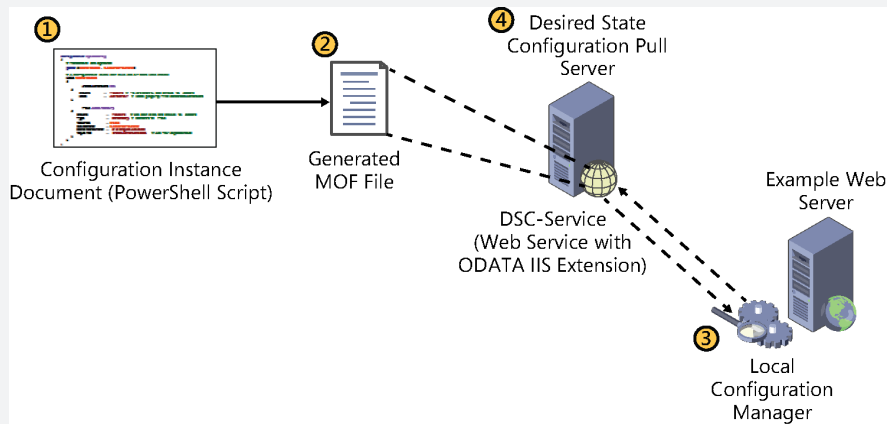 1
Configuration Instance
Document (PowerShell Script)
2
Generated
MOF File
4
Desired State
Configuration Pull
Server
DSC-Service
(Web Service with
ODATA IIS Extension)
Example Web
Server
3
Local
Configuration
Manager